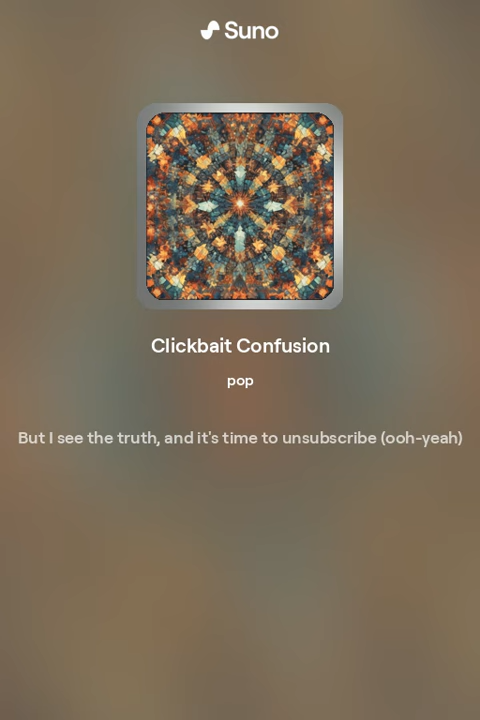 Suno
Clickbait Confusion
pop
But I see the truth, and it's time to unsubscribe (ooh-yeah)